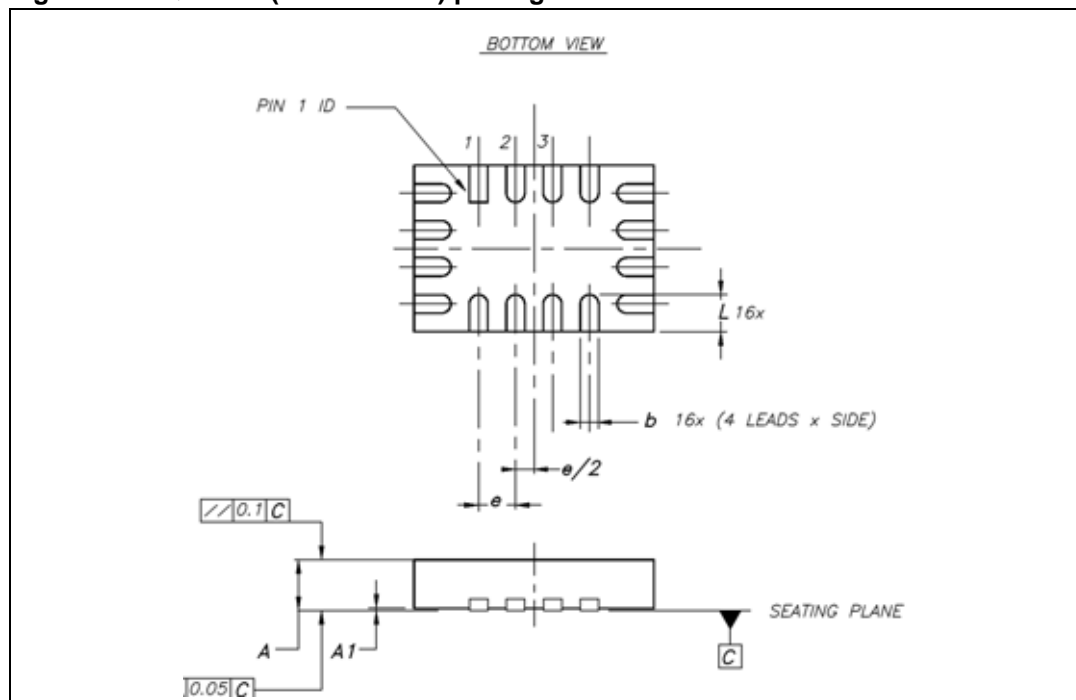 BOTTOM VIEW
PIN 1 ID
1 2 3
L 16x
b 16x (4 LEADS x SIDE)
e/2
e
// 0.1 C
SEATING PLANE
A A1
C
0.05 C